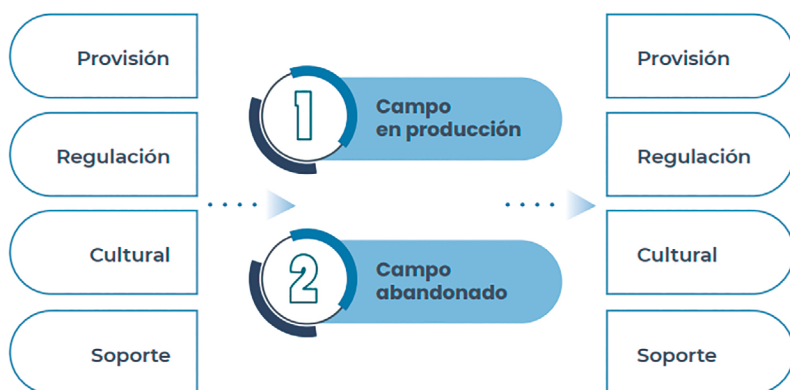 Provisión
Regulación
Cultural
Soporte
1
Campo
en producción
2
Campo
abandonado
Provisión
Regulación
Cultural
Soporte